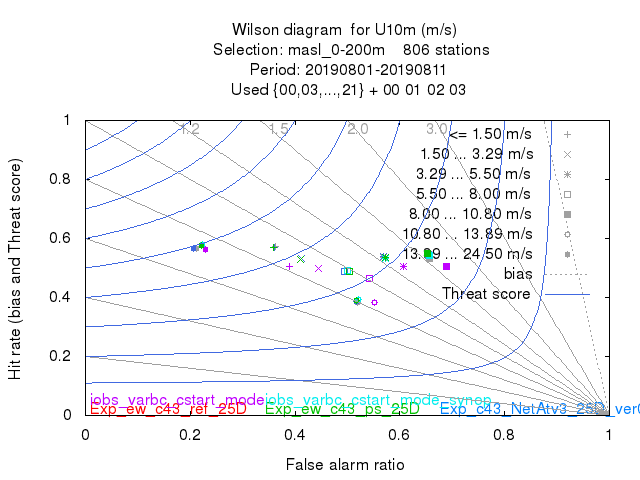 Wilson diagram for U10m (m/s)
Selection: masl_0-200m 806 stations
Period: 20190801-20190811
Used {00,03,...,21} + 00 01 02 03
Hit rate (bias and Threat score)
1
0.8
0.6
0.4
0.2
0
1.2 1.5 2.0 3.0
<= 1.50 m/s
1.50 ... 3.29 m/s
3.29 ... 5.50 m/s
5.50 ... 8.00 m/s
8.00 ... 10.80 m/s
10.80 ... 13.89 m/s
13.89 ... 24.50 m/s
bias
Threat score
jobs_varbc_cstart_mode jobs_varbc_cstart_mode_synop
Exp_ew_c43_ref_25D Exp_ew_c43_ps_25D Exp_c43_NetAtv3_25D_ver0
0 0.2 0.4 0.6 0.8 1
False alarm ratio